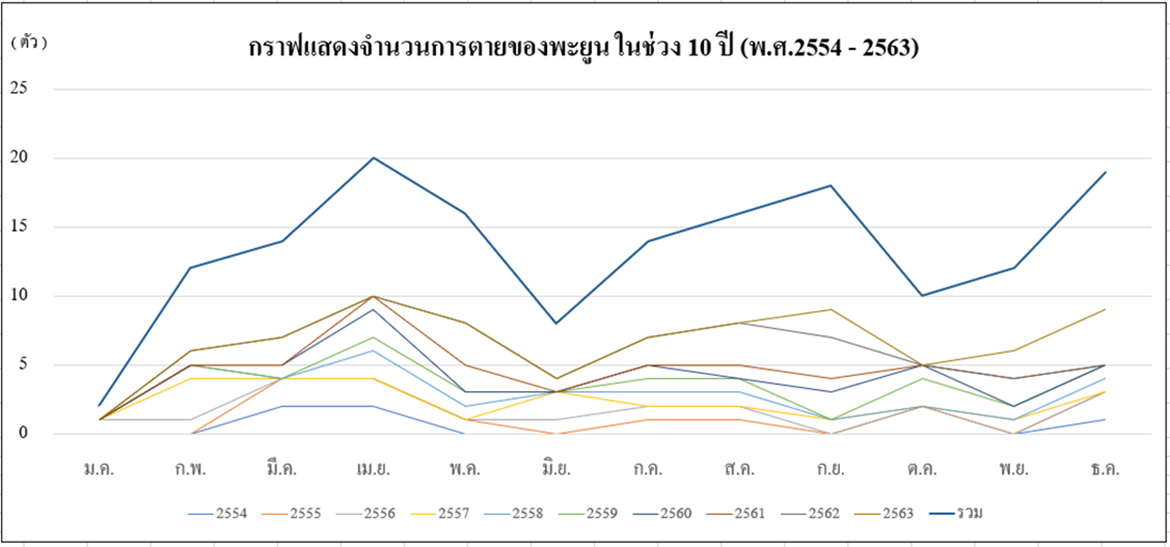 ( ตัว )
กราฟแสดงจำนวนการตายของพะยูน ในช่วง 10 ปี (พ.ศ.2554 - 2563)
25
20
15
10
5
0
ม.ค. ก.พ. มี.ค. เม.ย. พ.ค. มิ.ย. ก.ค. ส.ค. ก.ย. ต.ค. พ.ย. ธ.ค.
2554 2555 2556 2557 2558 2559 2560 2561 2562 2563 รวม